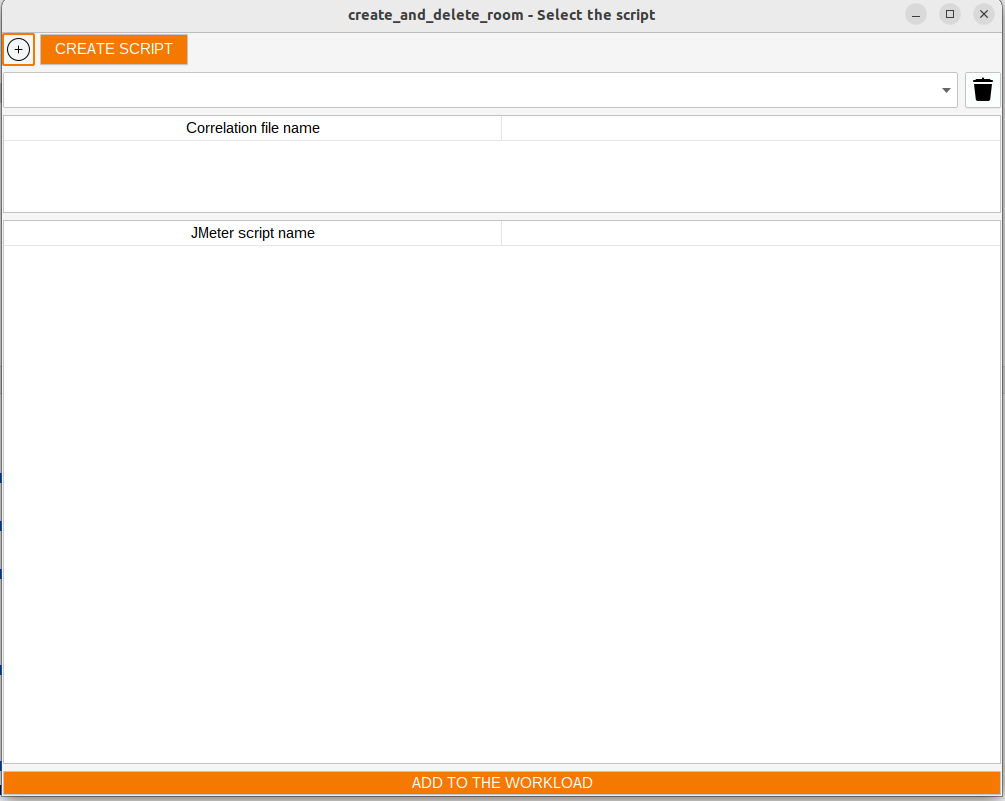 create_and_delete_room - Select the script
CREATE SCRIPT
Correlation file name
JMeter script name
ADD TO THE WORKLOAD